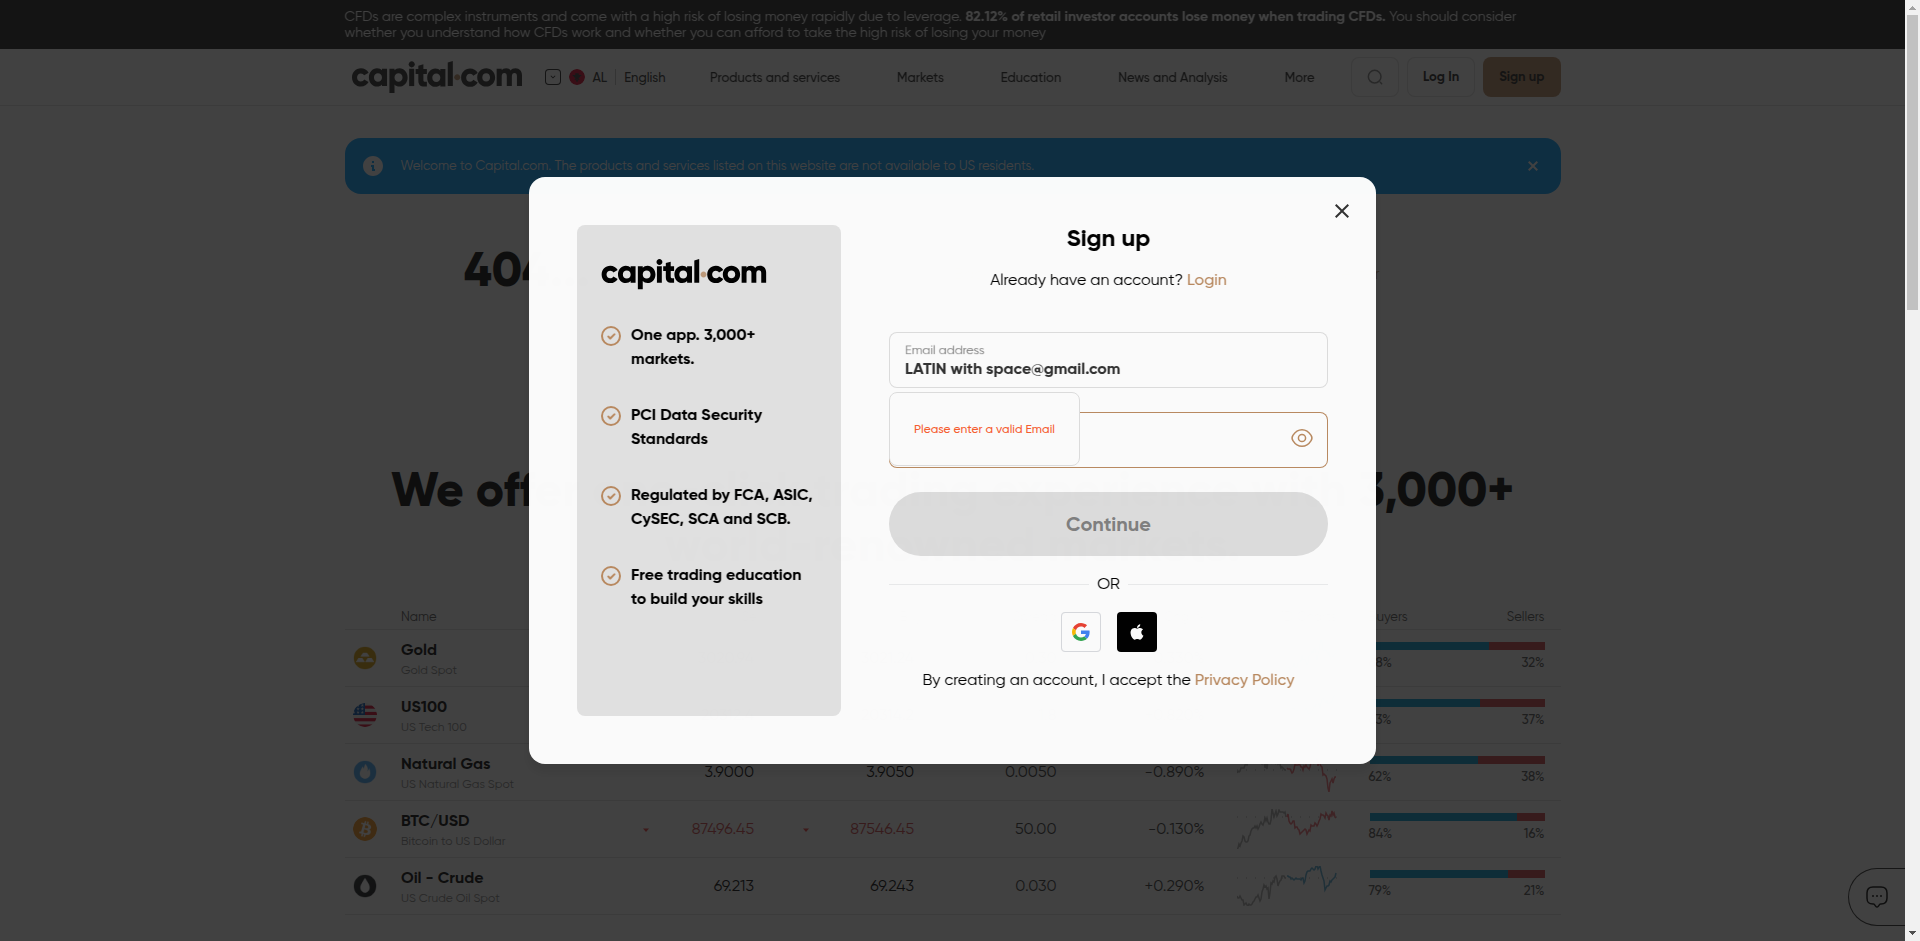 CFDs are complex instruments and come with a high risk of losing money rapidly due to leverage. 82.12% of retail investor accounts lose money when trading CFDs. You should consider
whether you understand how CFDs work and whether you can afford to take the high risk of losing your money
capital.com AL English Products and services Markets Education News and Analysis More Log In Sign up
Welcome to Capital.com. The products and services listed on this website are not available to US residents.
404
We off 3,000+
Sign up
Already have an account? Login
capital.com
One app. 3,000+
markets.
PCI Data Security
Standards
Regulated by FCA, ASIC,
CySEC, SCA and SCB.
Free trading education
to build your skills
Email address
LATIN with space@gmail.com
Please enter a valid Email
Continue
OR
By creating an account, I accept the Privacy Policy
Name uyers Sellers
Gold
Gold Spot 8% 32%
US100
US Tech 100 3% 37%
Natural Gas 3.9000 3.9050 0.0050 -0.890%
US Natural Gas Spot 62% 38%
BTC/USD 87496.45 87546.45 50.00 -0.130%
Bitcoin to US Dollar 84% 16%
Oil - Crude 69.213 69.243 0.030 +0.290%
US Crude Oil Spot 79% 21%